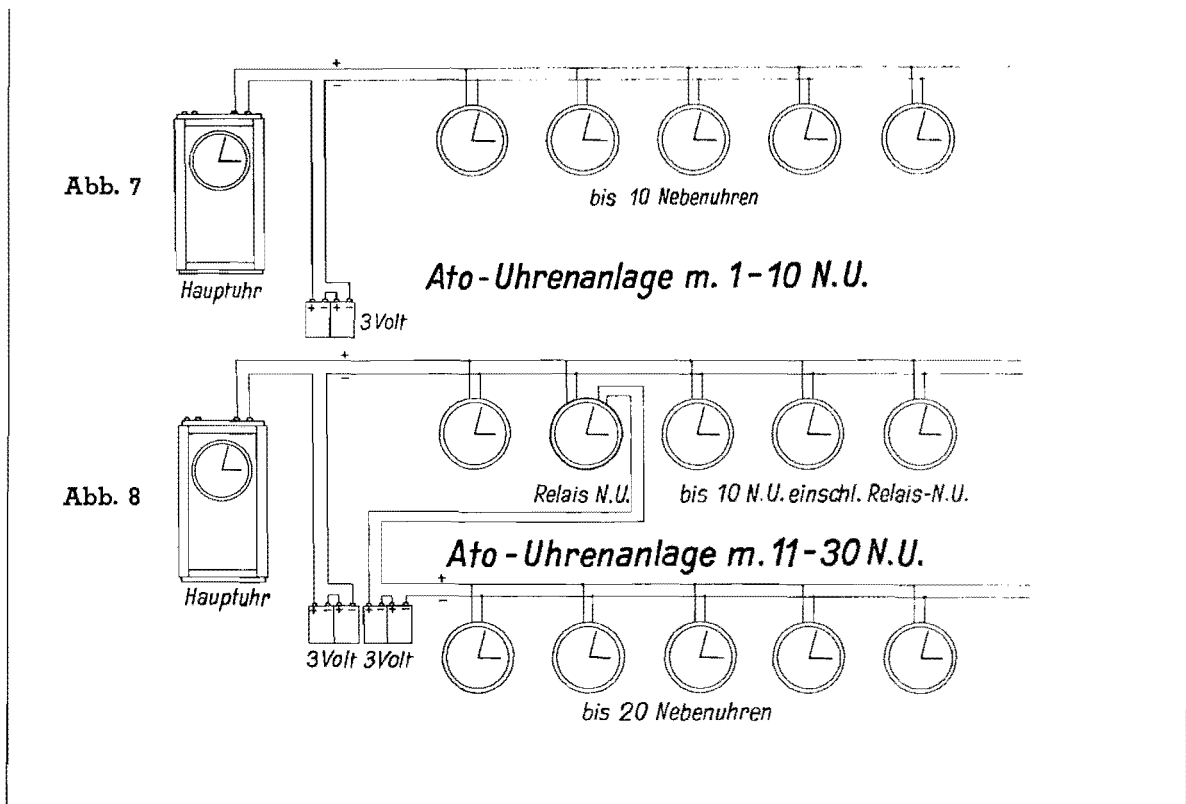 +
−
Abb. 7
bis 10 Nebenuhren
Ato - Uhrenanlage m. 1 - 10 N.U.
Hauptuhr
+ − + −
3 Volt
+
−
Abb. 8
Relais N.U.
bis 10 N.U. einschl. Relais-N.U.
Ato - Uhrenanlage m. 11 - 30 N.U.
Hauptuhr
+
−
+ − + − + − + −
3 Volt 3 Volt
bis 20 Nebenuhren